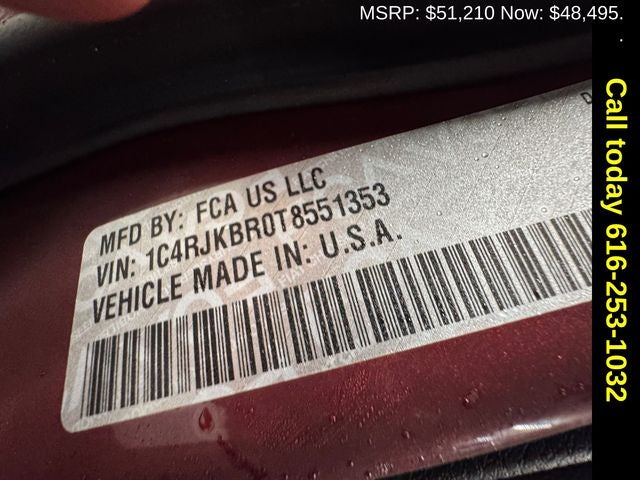 MSRP: $51,210 Now: $48,495.
MFD BY: FCA US LLC
VIN: 1C4RJKBR0T8551353
VEHICLE MADE IN: U.S.A.
Call today 616-253-1032